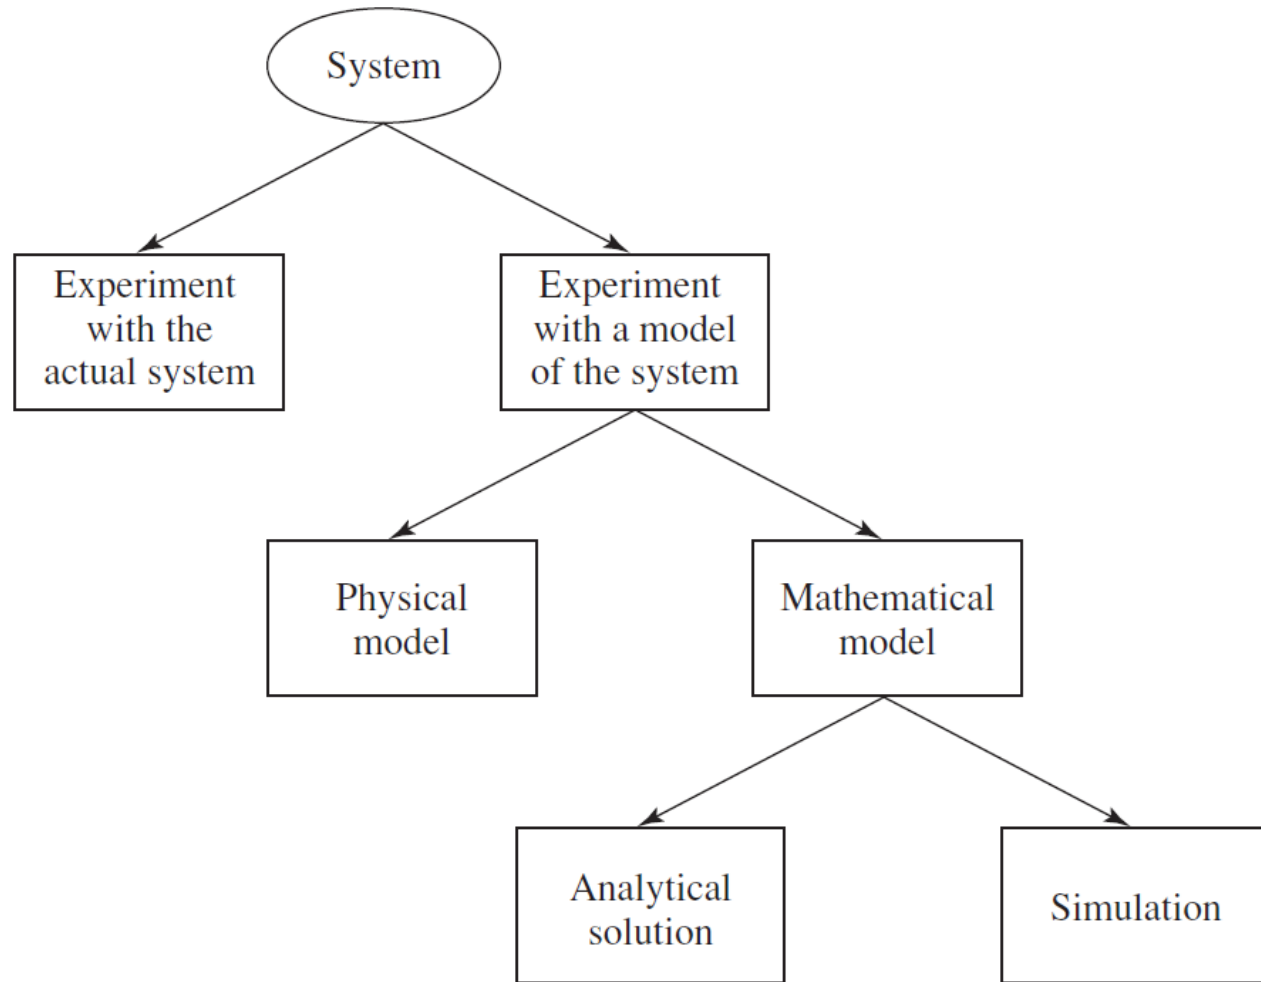 System
Experiment
with the
actual system
Experiment
with a model
of the system
Physical
model
Mathematical
model
Analytical
solution
Simulation